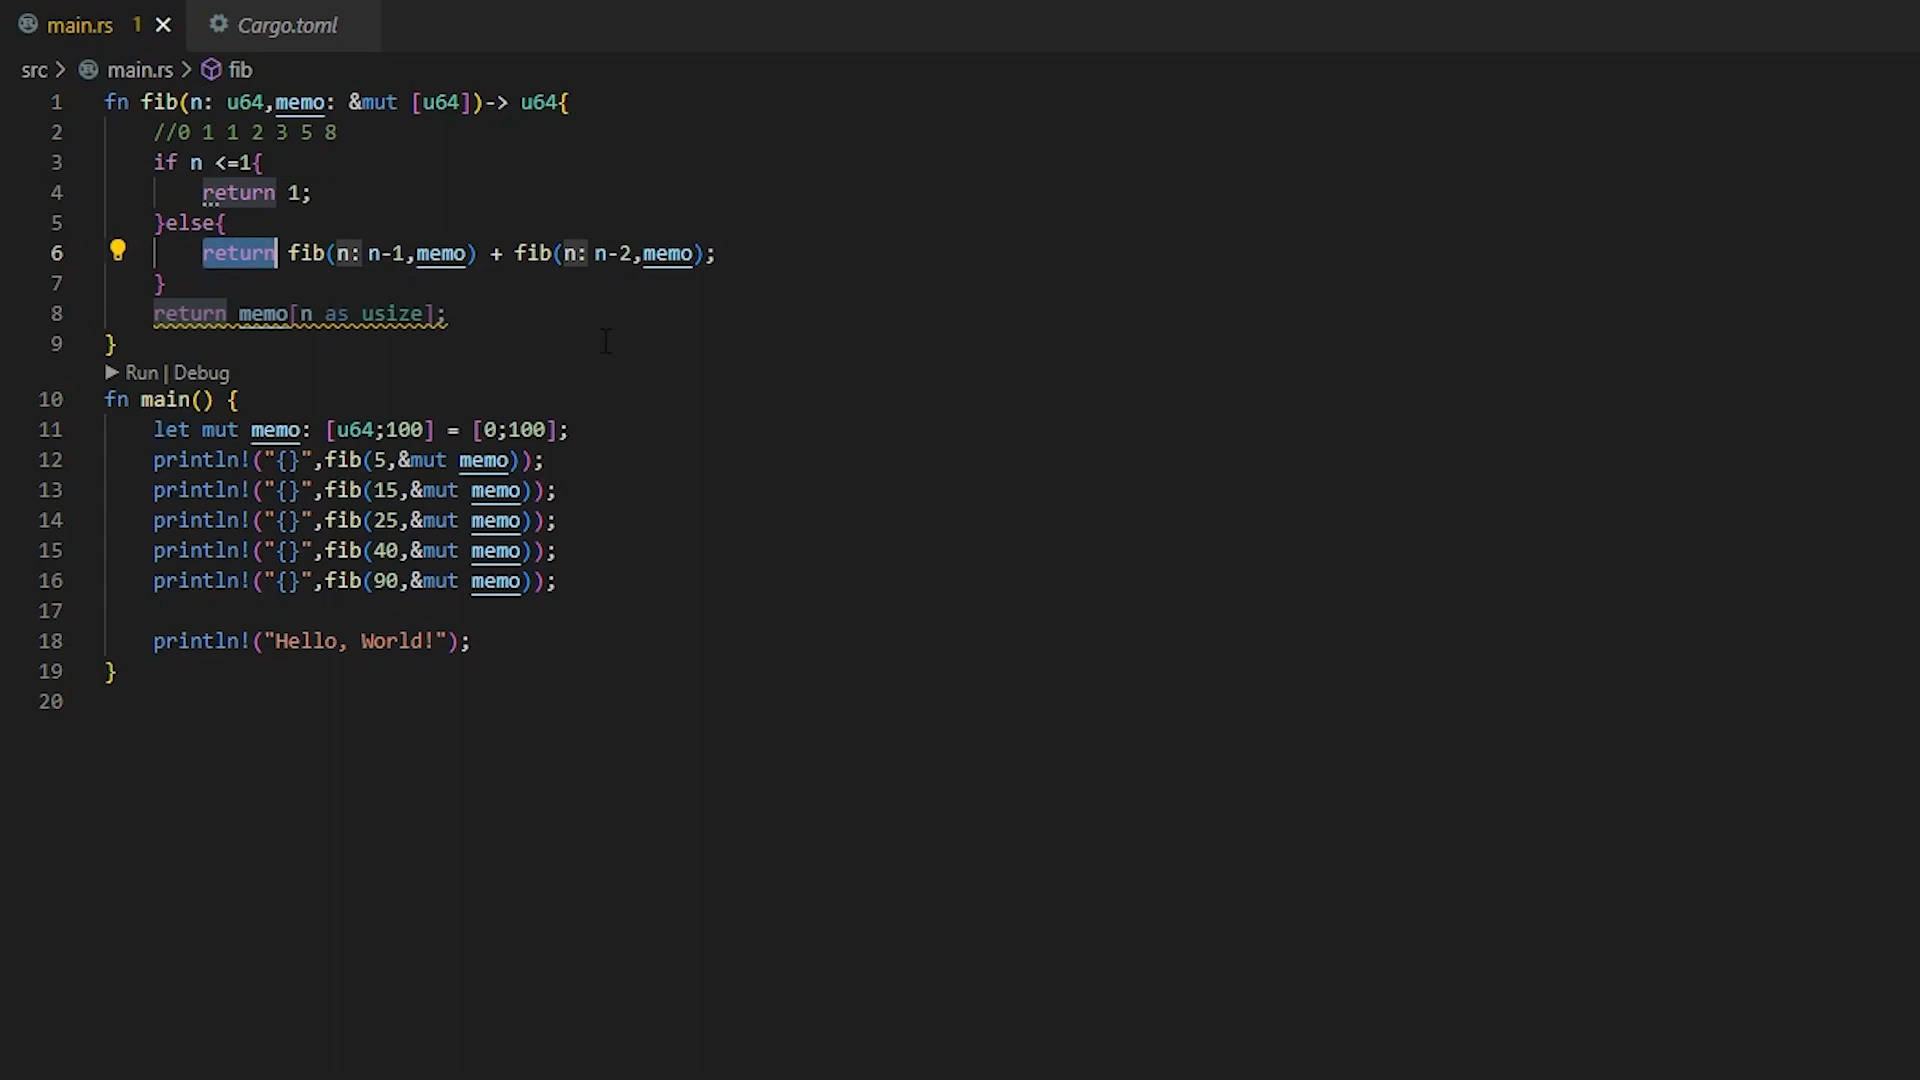 main.rs 1 Cargo.toml
src > main.rs > fib
1 fn fib(n: u64,memo: &mut [u64])-> u64{
2 //0 1 1 2 3 5 8
3 if n <=1{
4 return 1;
5 }else{
6 return fib(n: n-1,memo) + fib(n: n-2,memo);
7 }
8 return memo[n as usize];
9 }
Run | Debug
10 fn main() {
11 let mut memo: [u64;100] = [0;100];
12 println!("{}",fib(5,&mut memo));
13 println!("{}",fib(15,&mut memo));
14 println!("{}",fib(25,&mut memo));
15 println!("{}",fib(40,&mut memo));
16 println!("{}",fib(90,&mut memo));
17
18 println!("Hello, World!");
19 }
20